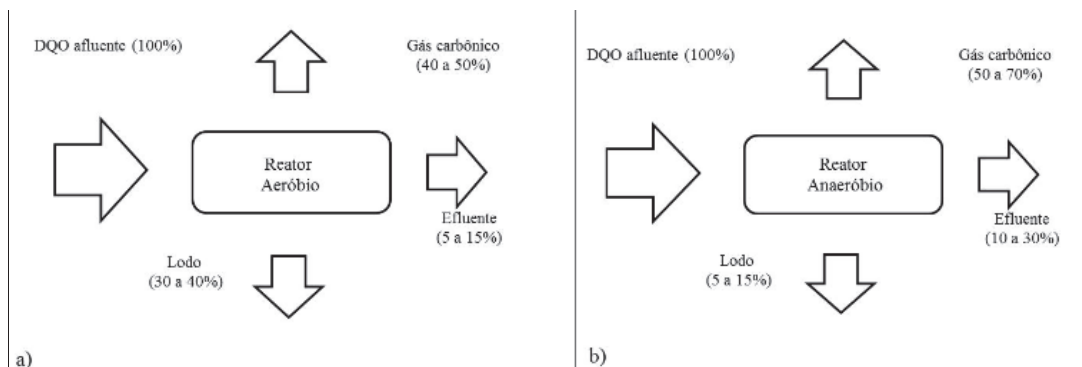 DQO afluente (100%)
Gás carbônico
(40 a 50%)
Reator
Aeróbio
Efluente
(5 a 15%)
Lodo
(30 a 40%)
a)
DQO afluente (100%)
Gás carbônico
(50 a 70%)
Reator
Anaeróbio
Efluente
(10 a 30%)
Lodo
(5 a 15%)
b)